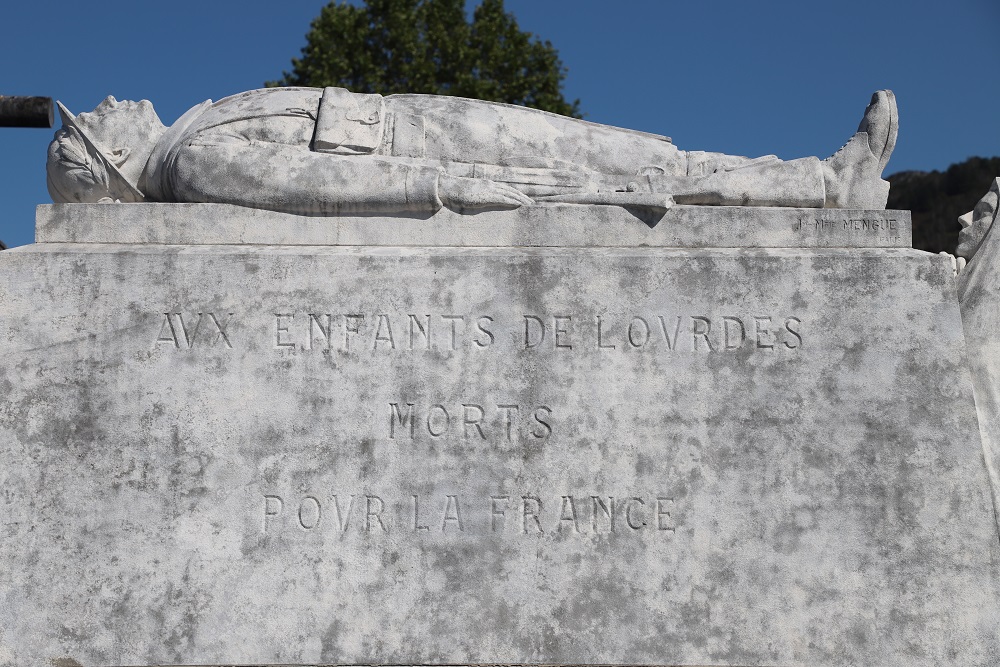 J-M MENGUE
AVX ENFANTS DE LOVRDES
MORTS
POVR LA FRANCE